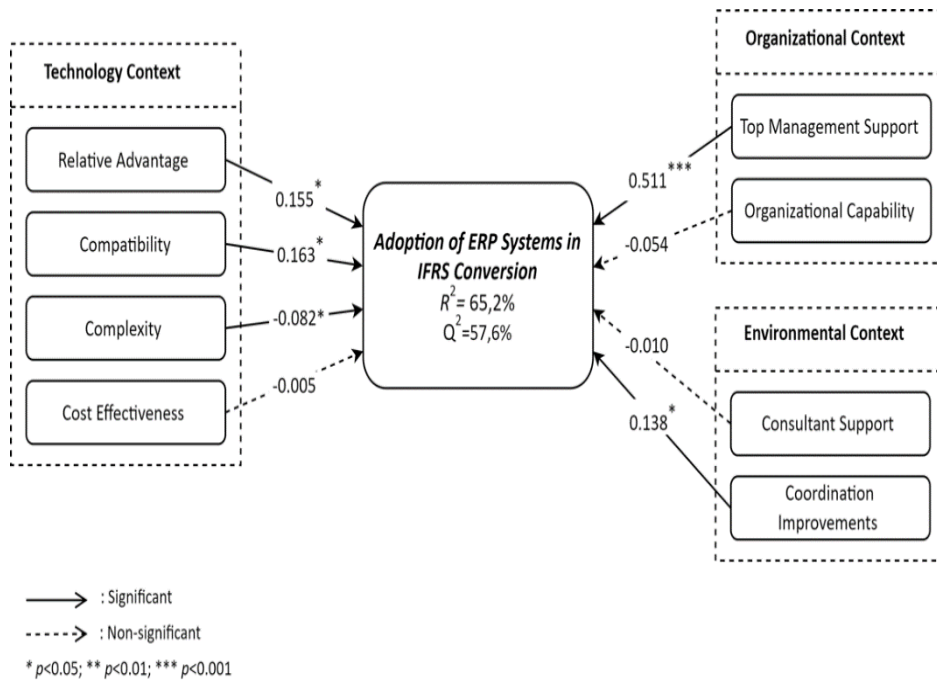 Technology Context
Relative Advantage
Compatibility
Complexity
Cost Effectiveness
0.155*
0.163*
-0.082*
-0.005
Adoption of ERP Systems in
IFRS Conversion
R²= 65,2%
Q²=57,6%
0.511***
-0.054
-0.010
0.138*
Organizational Context
Top Management Support
Organizational Capability
Environmental Context
Consultant Support
Coordination
Improvements
: Significant
: Non-significant
* p<0.05; ** p<0.01; *** p<0.001